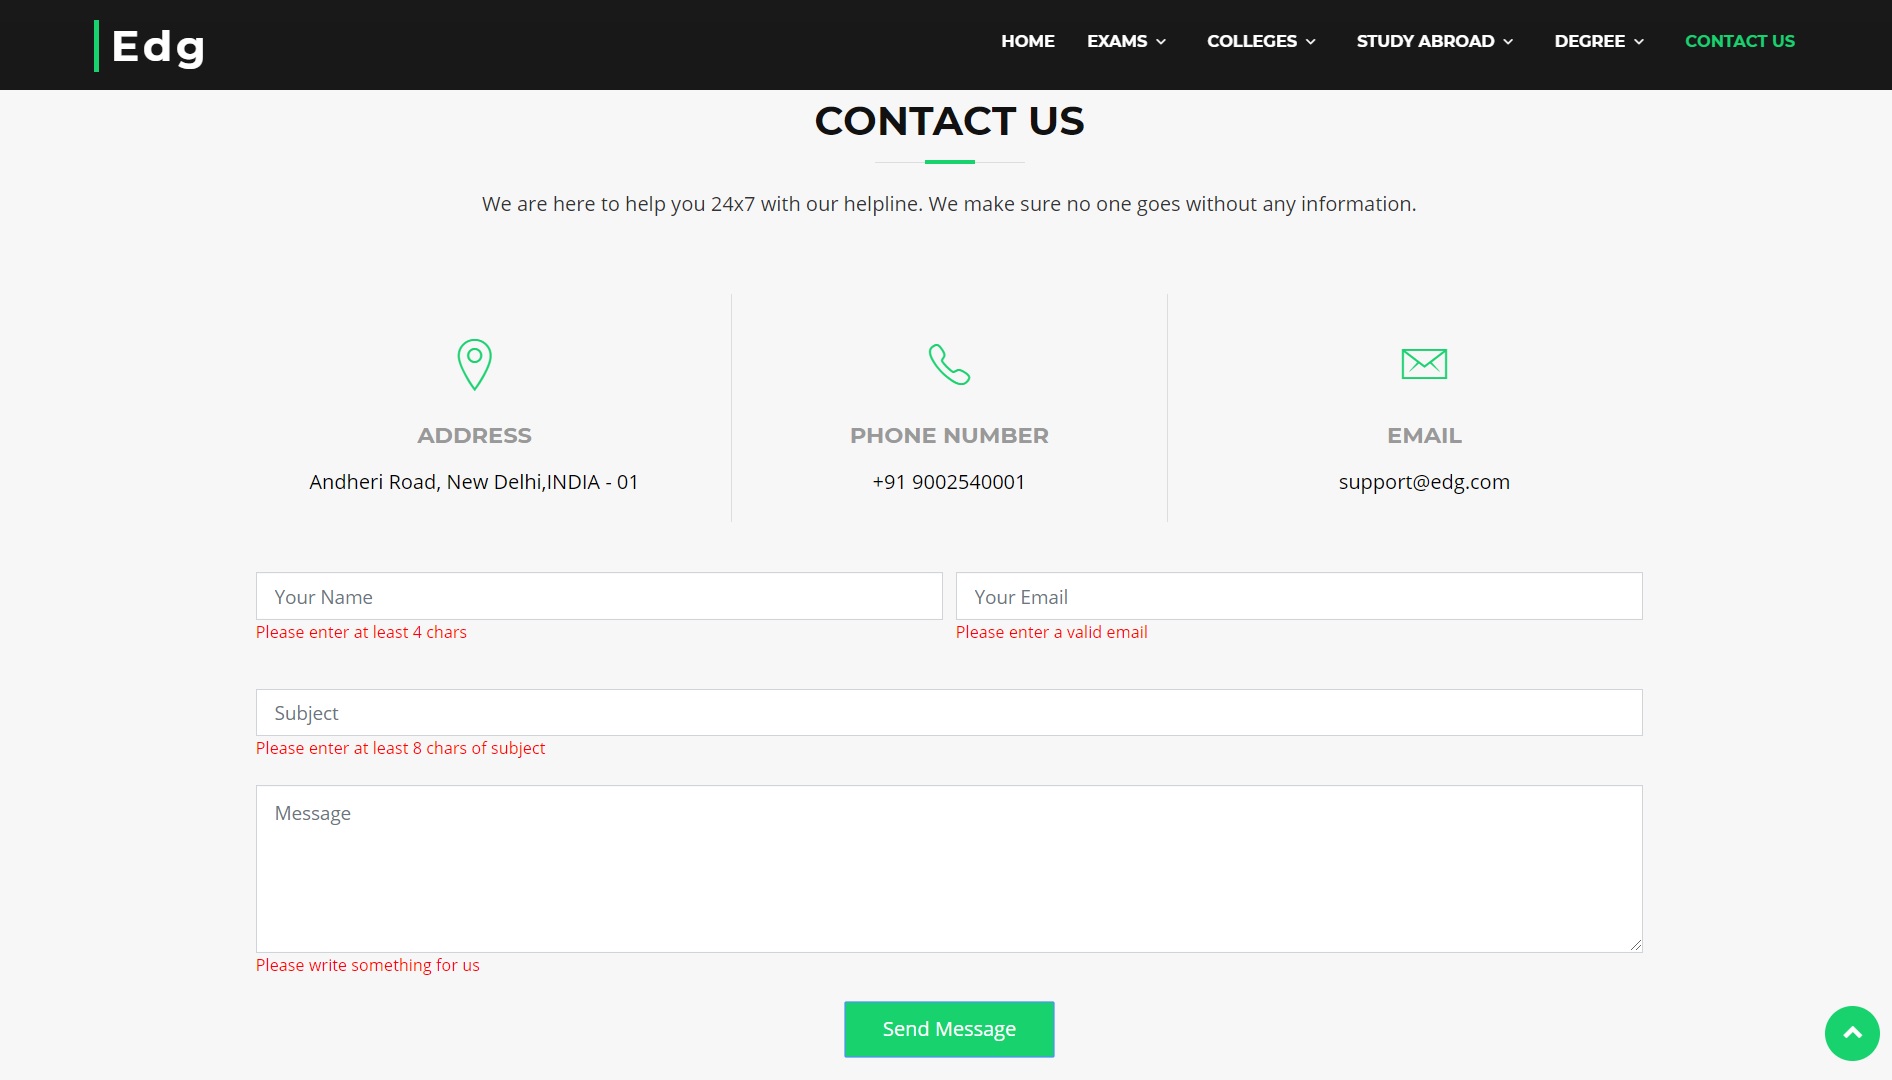 Edg
HOME EXAMS COLLEGES STUDY ABROAD DEGREE CONTACT US
CONTACT US
We are here to help you 24x7 with our helpline. We make sure no one goes without any information.
ADDRESS
Andheri Road, New Delhi,INDIA - 01
PHONE NUMBER
+91 9002540001
EMAIL
support@edg.com
Your Name
Please enter at least 4 chars
Your Email
Please enter a valid email
Subject
Please enter at least 8 chars of subject
Message
Please write something for us
Send Message